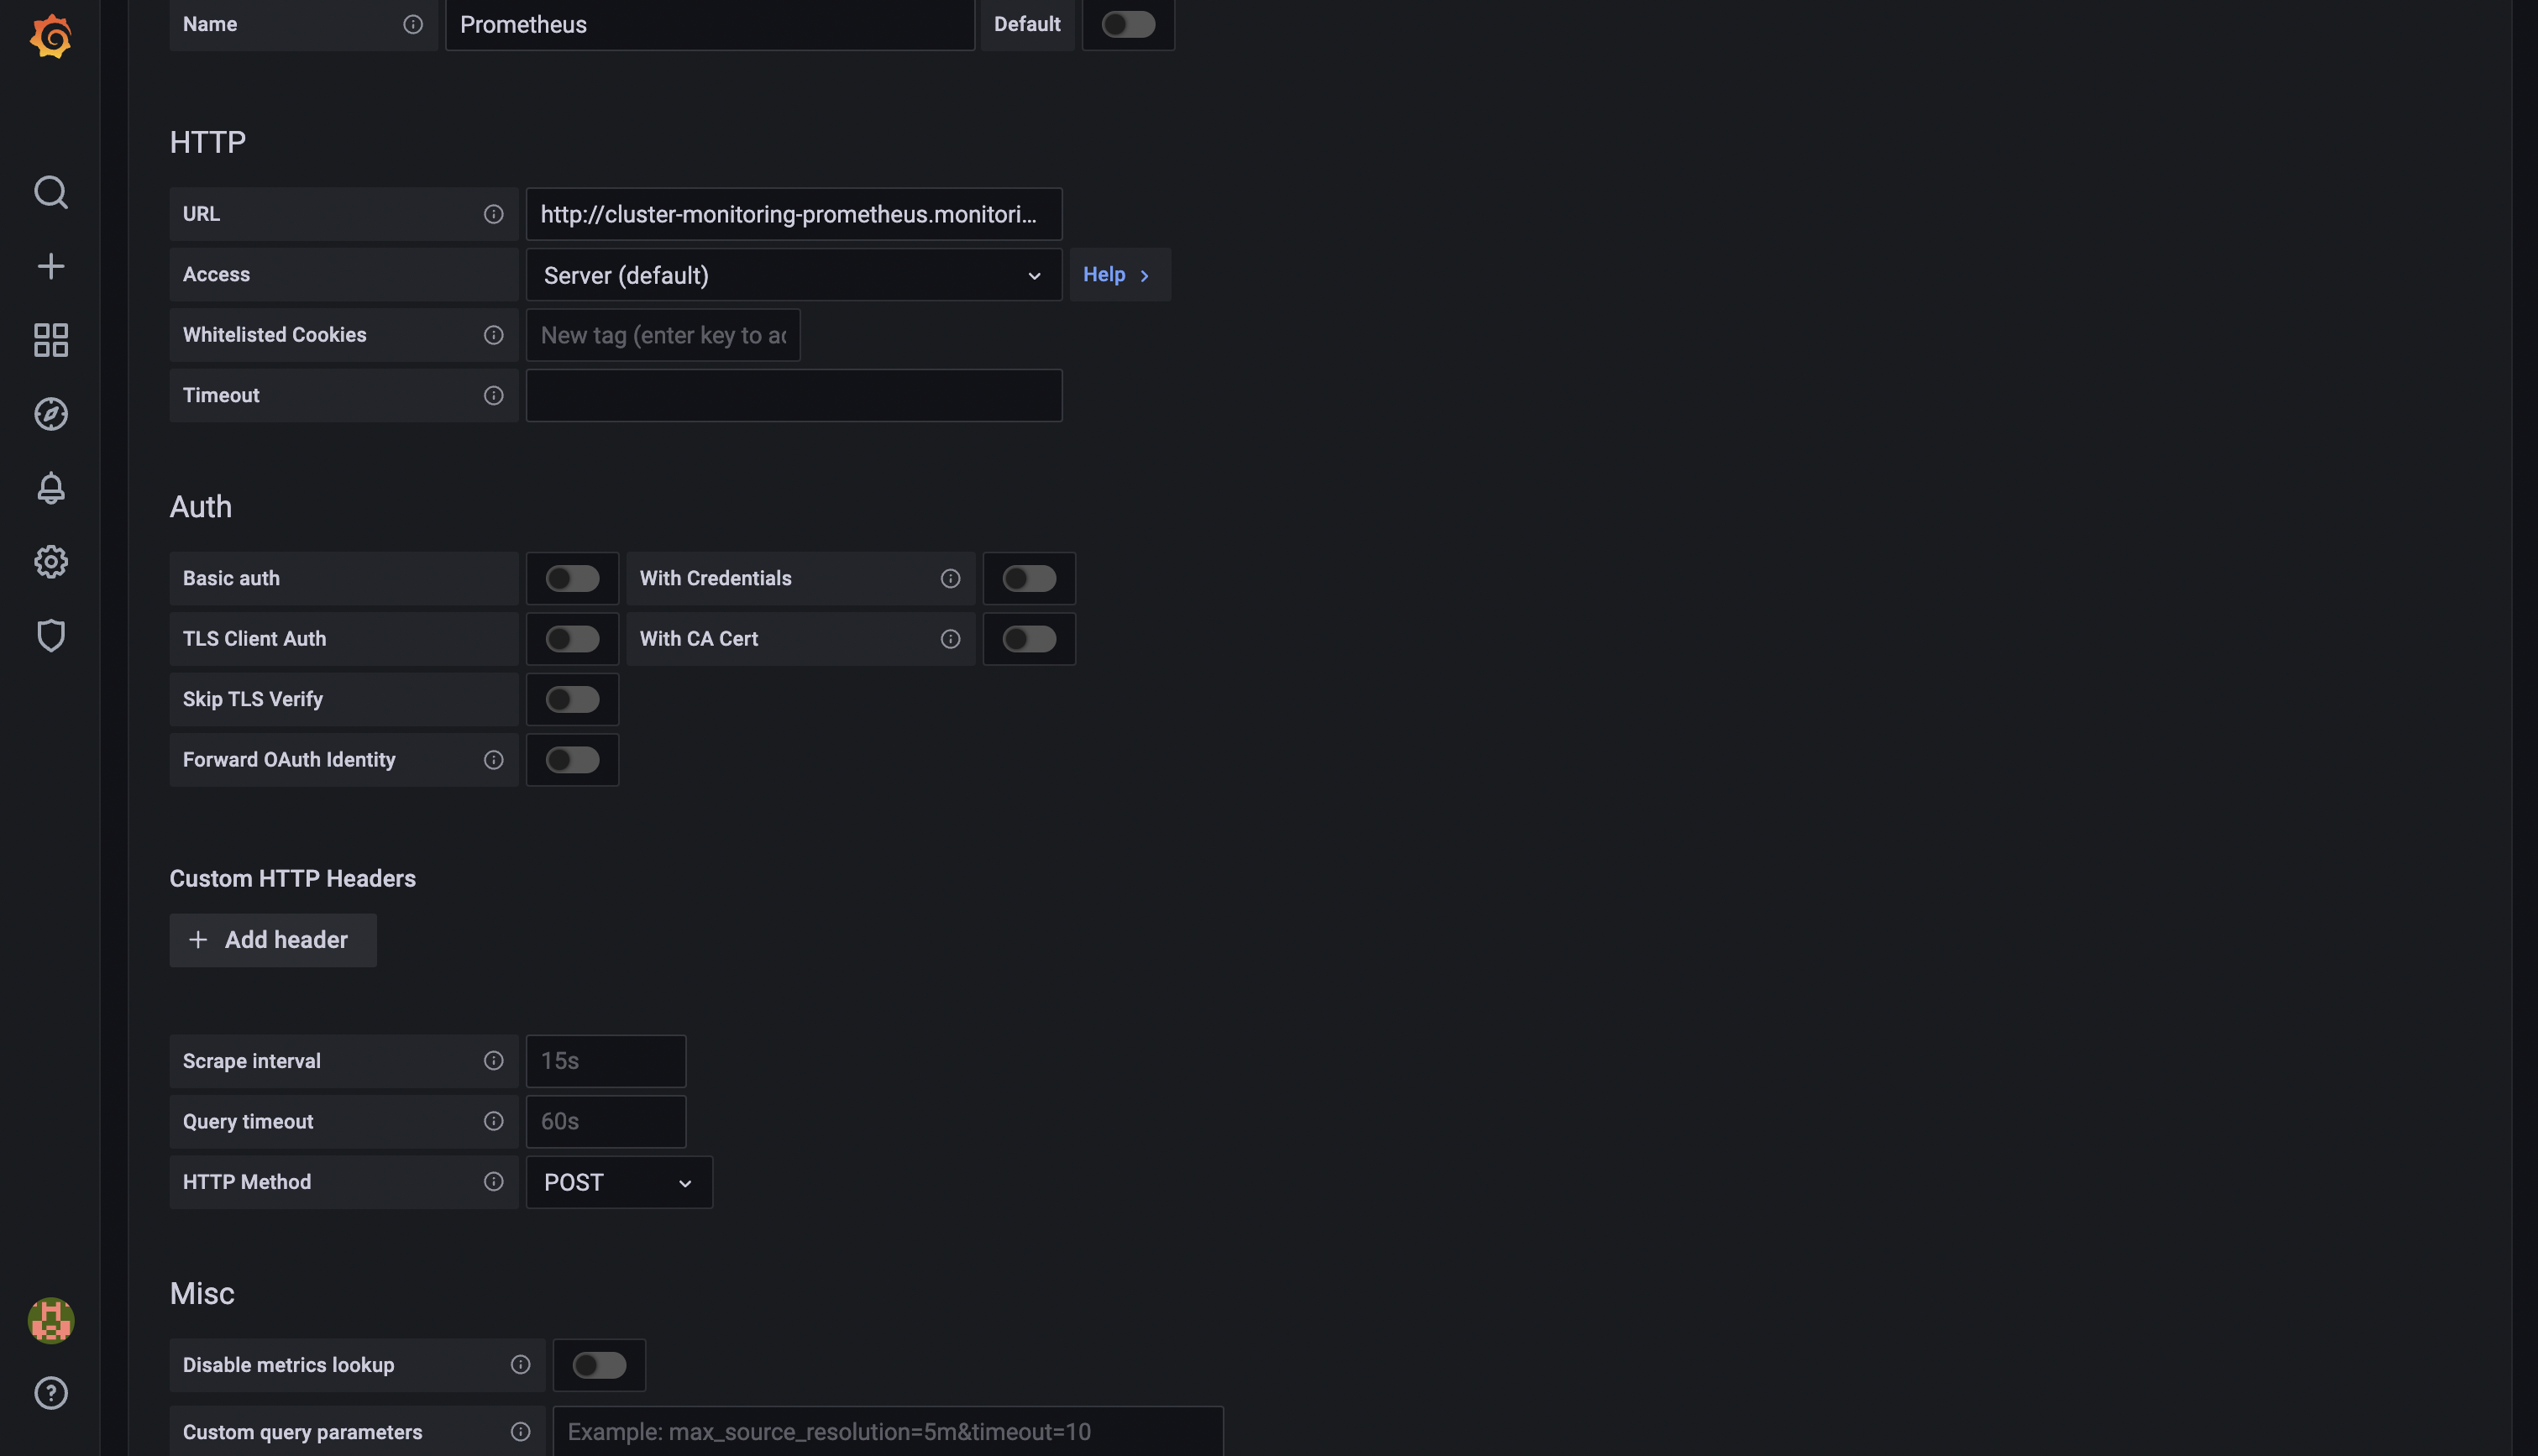 Name Prometheus Default
HTTP
URL http://cluster-monitoring-prometheus.monitori...
Access Server (default) Help
Whitelisted Cookies New tag (enter key to ac
Timeout
Auth
Basic auth With Credentials
TLS Client Auth With CA Cert
Skip TLS Verify
Forward OAuth Identity
Custom HTTP Headers
Add header
Scrape interval 15s
Query timeout 60s
HTTP Method POST
Misc
Disable metrics lookup
Custom query parameters Example: max_source_resolution=5m&timeout=10